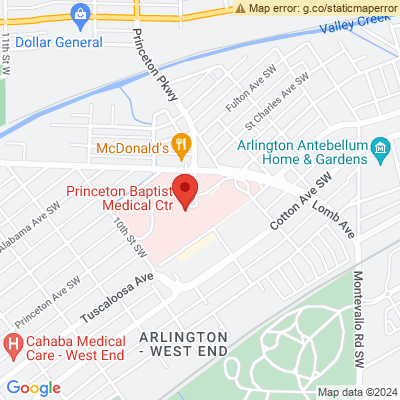 Map error: g.co/staticmaperror
Valley Creek
Dollar General
11th St SW
Princeton Pkwy
Fulton Ave SW
St Charles Ave SW
McDonald's
Arlington Antebellum
Home & Gardens
Princeton Baptist
Medical Ctr
Cotton Ave SW
Lomb Ave
Alabama Ave SW
10th St SW
Princeton Ave SW
Tuscaloosa Ave
Montevallo Rd SW
Cahaba Medical
Care - West End
ARLINGTON
- WEST END
Google
Map data ©2024